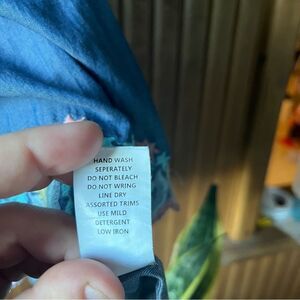 HAND WASH
SEPERATELY
DO NOT BLEACH
DO NOT WRING
LINE DRY
ASSORTED TRIMS
USE MILD
DETERGENT
LOW IRON